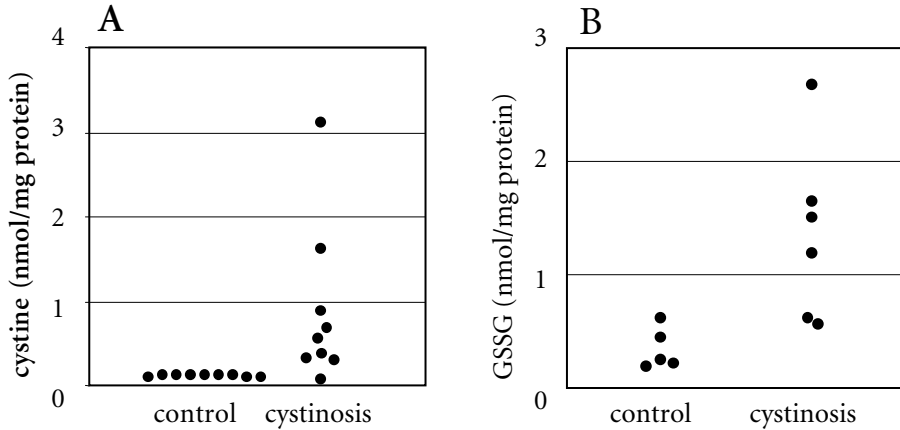 A
cystine (nmol/mg protein)
4
3
2
1
0
control cystinosis
B
GSSG (nmol/mg protein)
3
2
1
0
control cystinosis